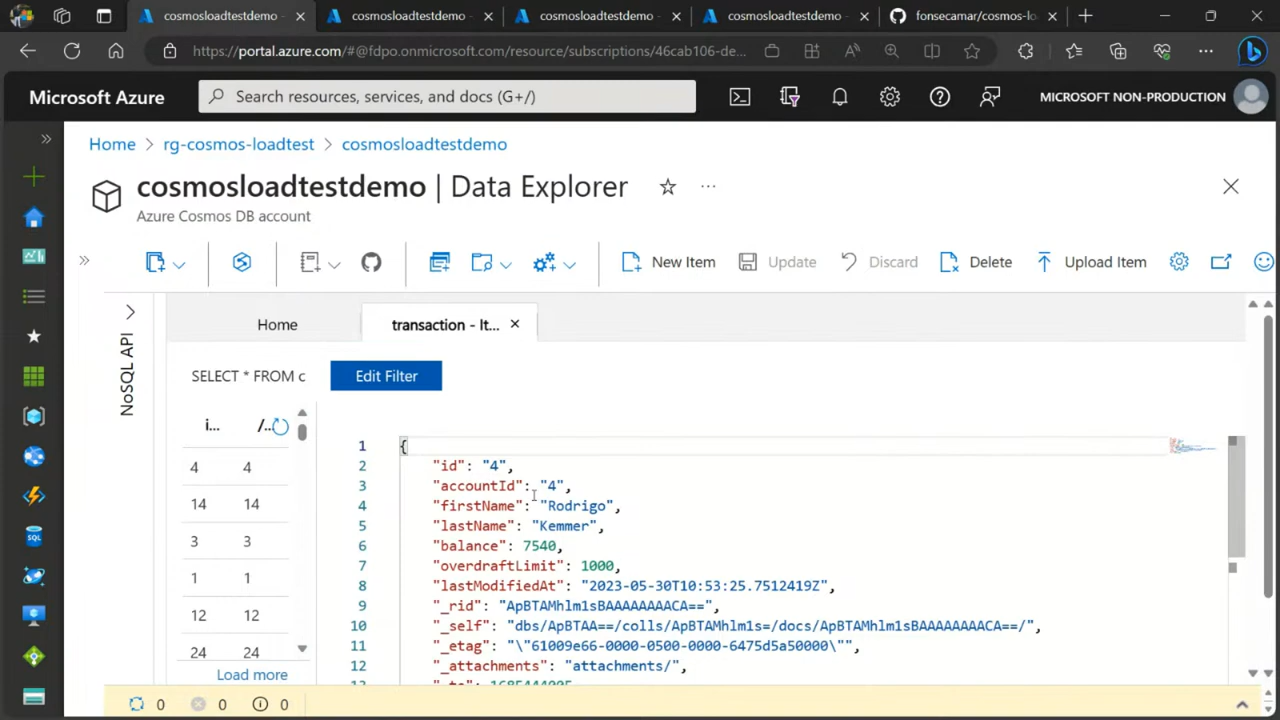 cosmosloadtestdemo -
cosmosloadtestdemo -
cosmosloadtestdemo -
cosmosloadtestdemo -
fonsecamar/cosmos-lo
https://portal.azure.com/#@fdpo.onmicrosoft.com/resource/subscriptions/46cab106-de...
Microsoft Azure
Search resources, services, and docs (G+/)
MICROSOFT NON-PRODUCTION
Home > rg-cosmos-loadtest > cosmosloadtestdemo
cosmosloadtestdemo | Data Explorer
Azure Cosmos DB account
New Item
Update
Discard
Delete
Upload Item
NoSQL API
Home
transaction - It...
SELECT * FROM c
Edit Filter
i... /...
4 4
14 14
3 3
1 1
12 12
24 24
Load more
1 {
2 "id": "4",
3 "accountId": "4",
4 "firstName": "Rodrigo",
5 "lastName": "Kemmer",
6 "balance": 7540,
7 "overdraftLimit": 1000,
8 "lastModifiedAt": "2023-05-30T10:53:25.7512419Z",
9 "_rid": "ApBTAMhlm1sBAAAAAAAACA==",
10 "_self": "dbs/ApBTAA==/colls/ApBTAMhlm1s=/docs/ApBTAMhlm1sBAAAAAAAACA==/",
11 "_etag": "\"61009e66-0000-0500-0000-6475d5a50000\"",
12 "_attachments": "attachments/",
0 0 0